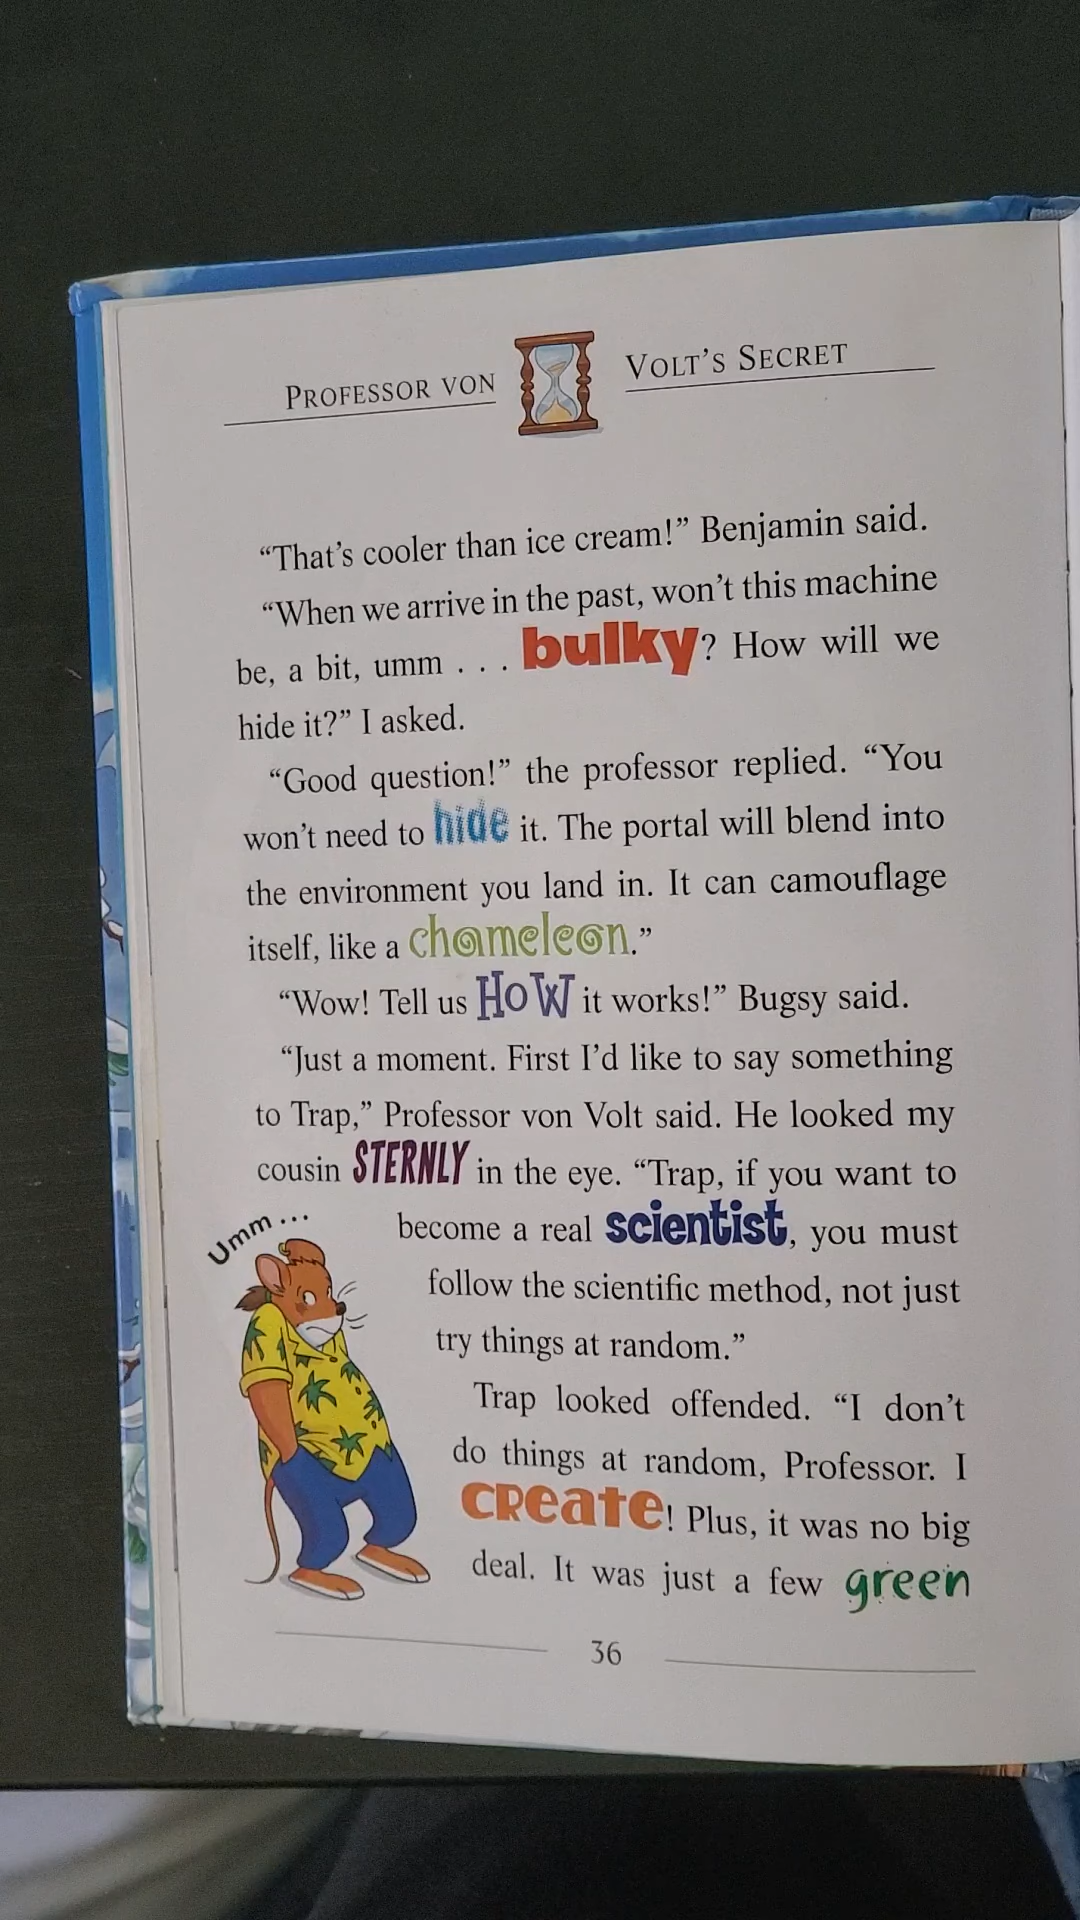 PROFESSOR VON VOLT'S SECRET
“That’s cooler than ice cream!” Benjamin said.
“When we arrive in the past, won’t this machine
be, a bit, umm . . . bulky? How will we
hide it?” I asked.
“Good question!” the professor replied. “You
won’t need to hide it. The portal will blend into
the environment you land in. It can camouflage
itself, like a chameleon.”
“Wow! Tell us HOW it works!” Bugsy said.
“Just a moment. First I’d like to say something
to Trap,” Professor von Volt said. He looked my
cousin STERNLY in the eye. “Trap, if you want to
become a real scientist, you must
follow the scientific method, not just
try things at random.”
Umm . . .
Trap looked offended. “I don’t
do things at random, Professor. I
CReate! Plus, it was no big
deal. It was just a few green
36